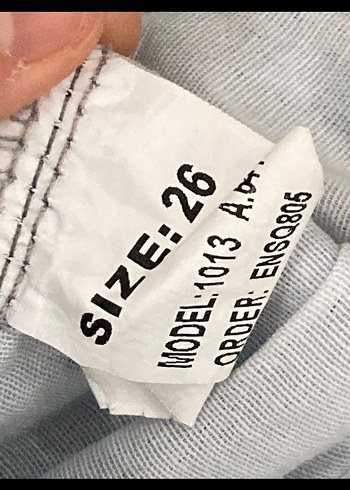 SIZE: 26
MODEL: 1013
ORDER: ENSQ805